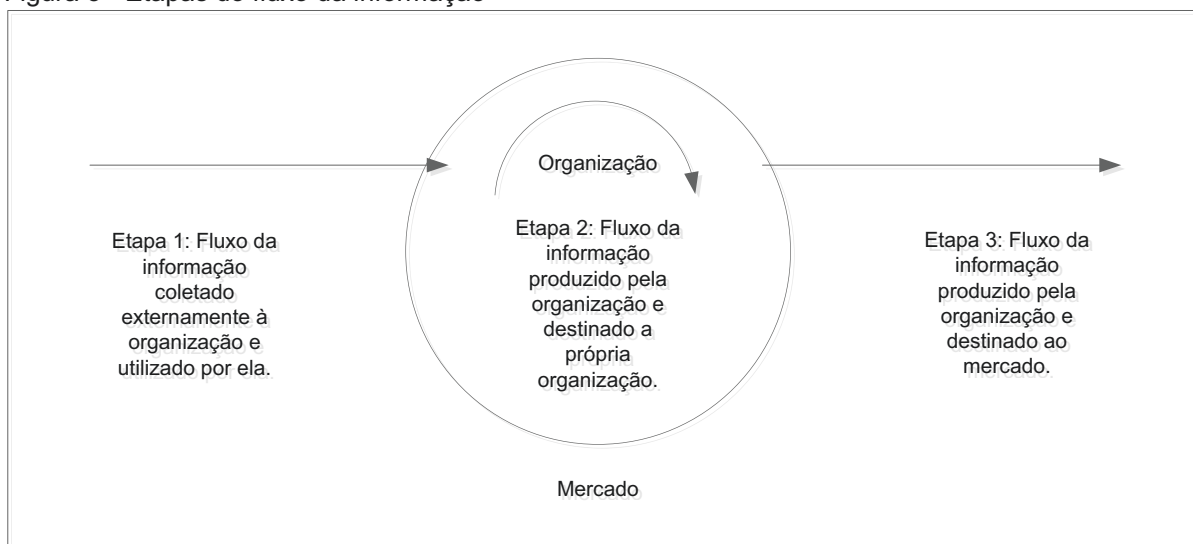 Organização
Etapa 1: Fluxo da
informação
coletado
externamente à
organização e
utilizado por ela.
Etapa 2: Fluxo da
informação
produzido pela
organização e
destinado a
própria
organização.
Etapa 3: Fluxo da
informação
produzido pela
organização e
destinado ao
mercado.
Mercado